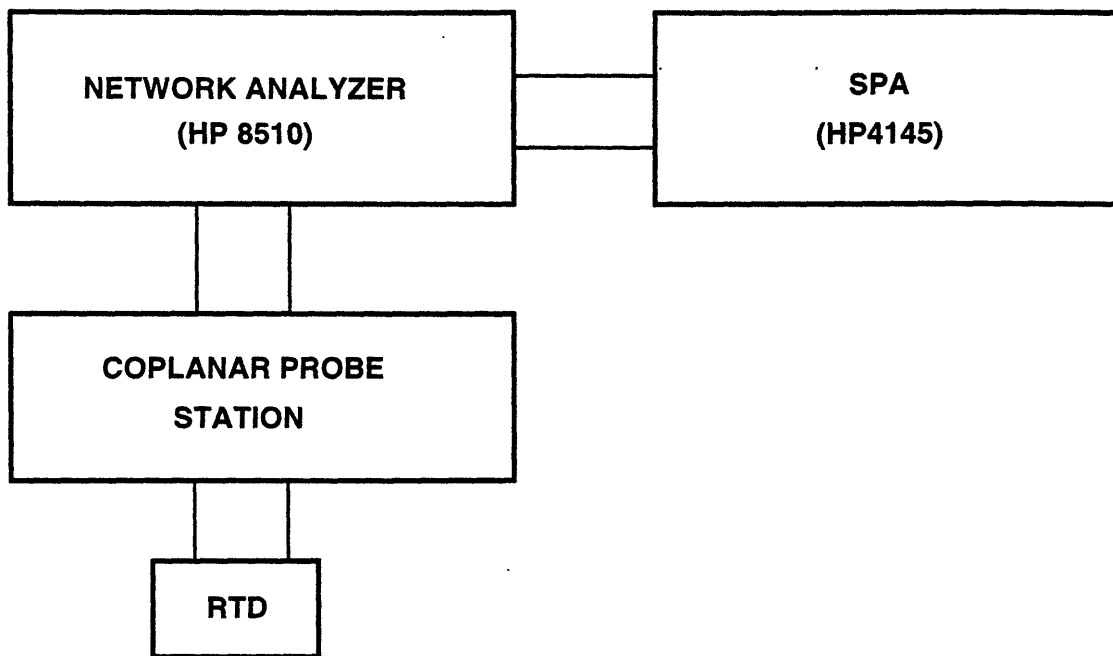 NETWORK ANALYZER
(HP 8510)
SPA
(HP4145)
COPLANAR PROBE
STATION
RTD